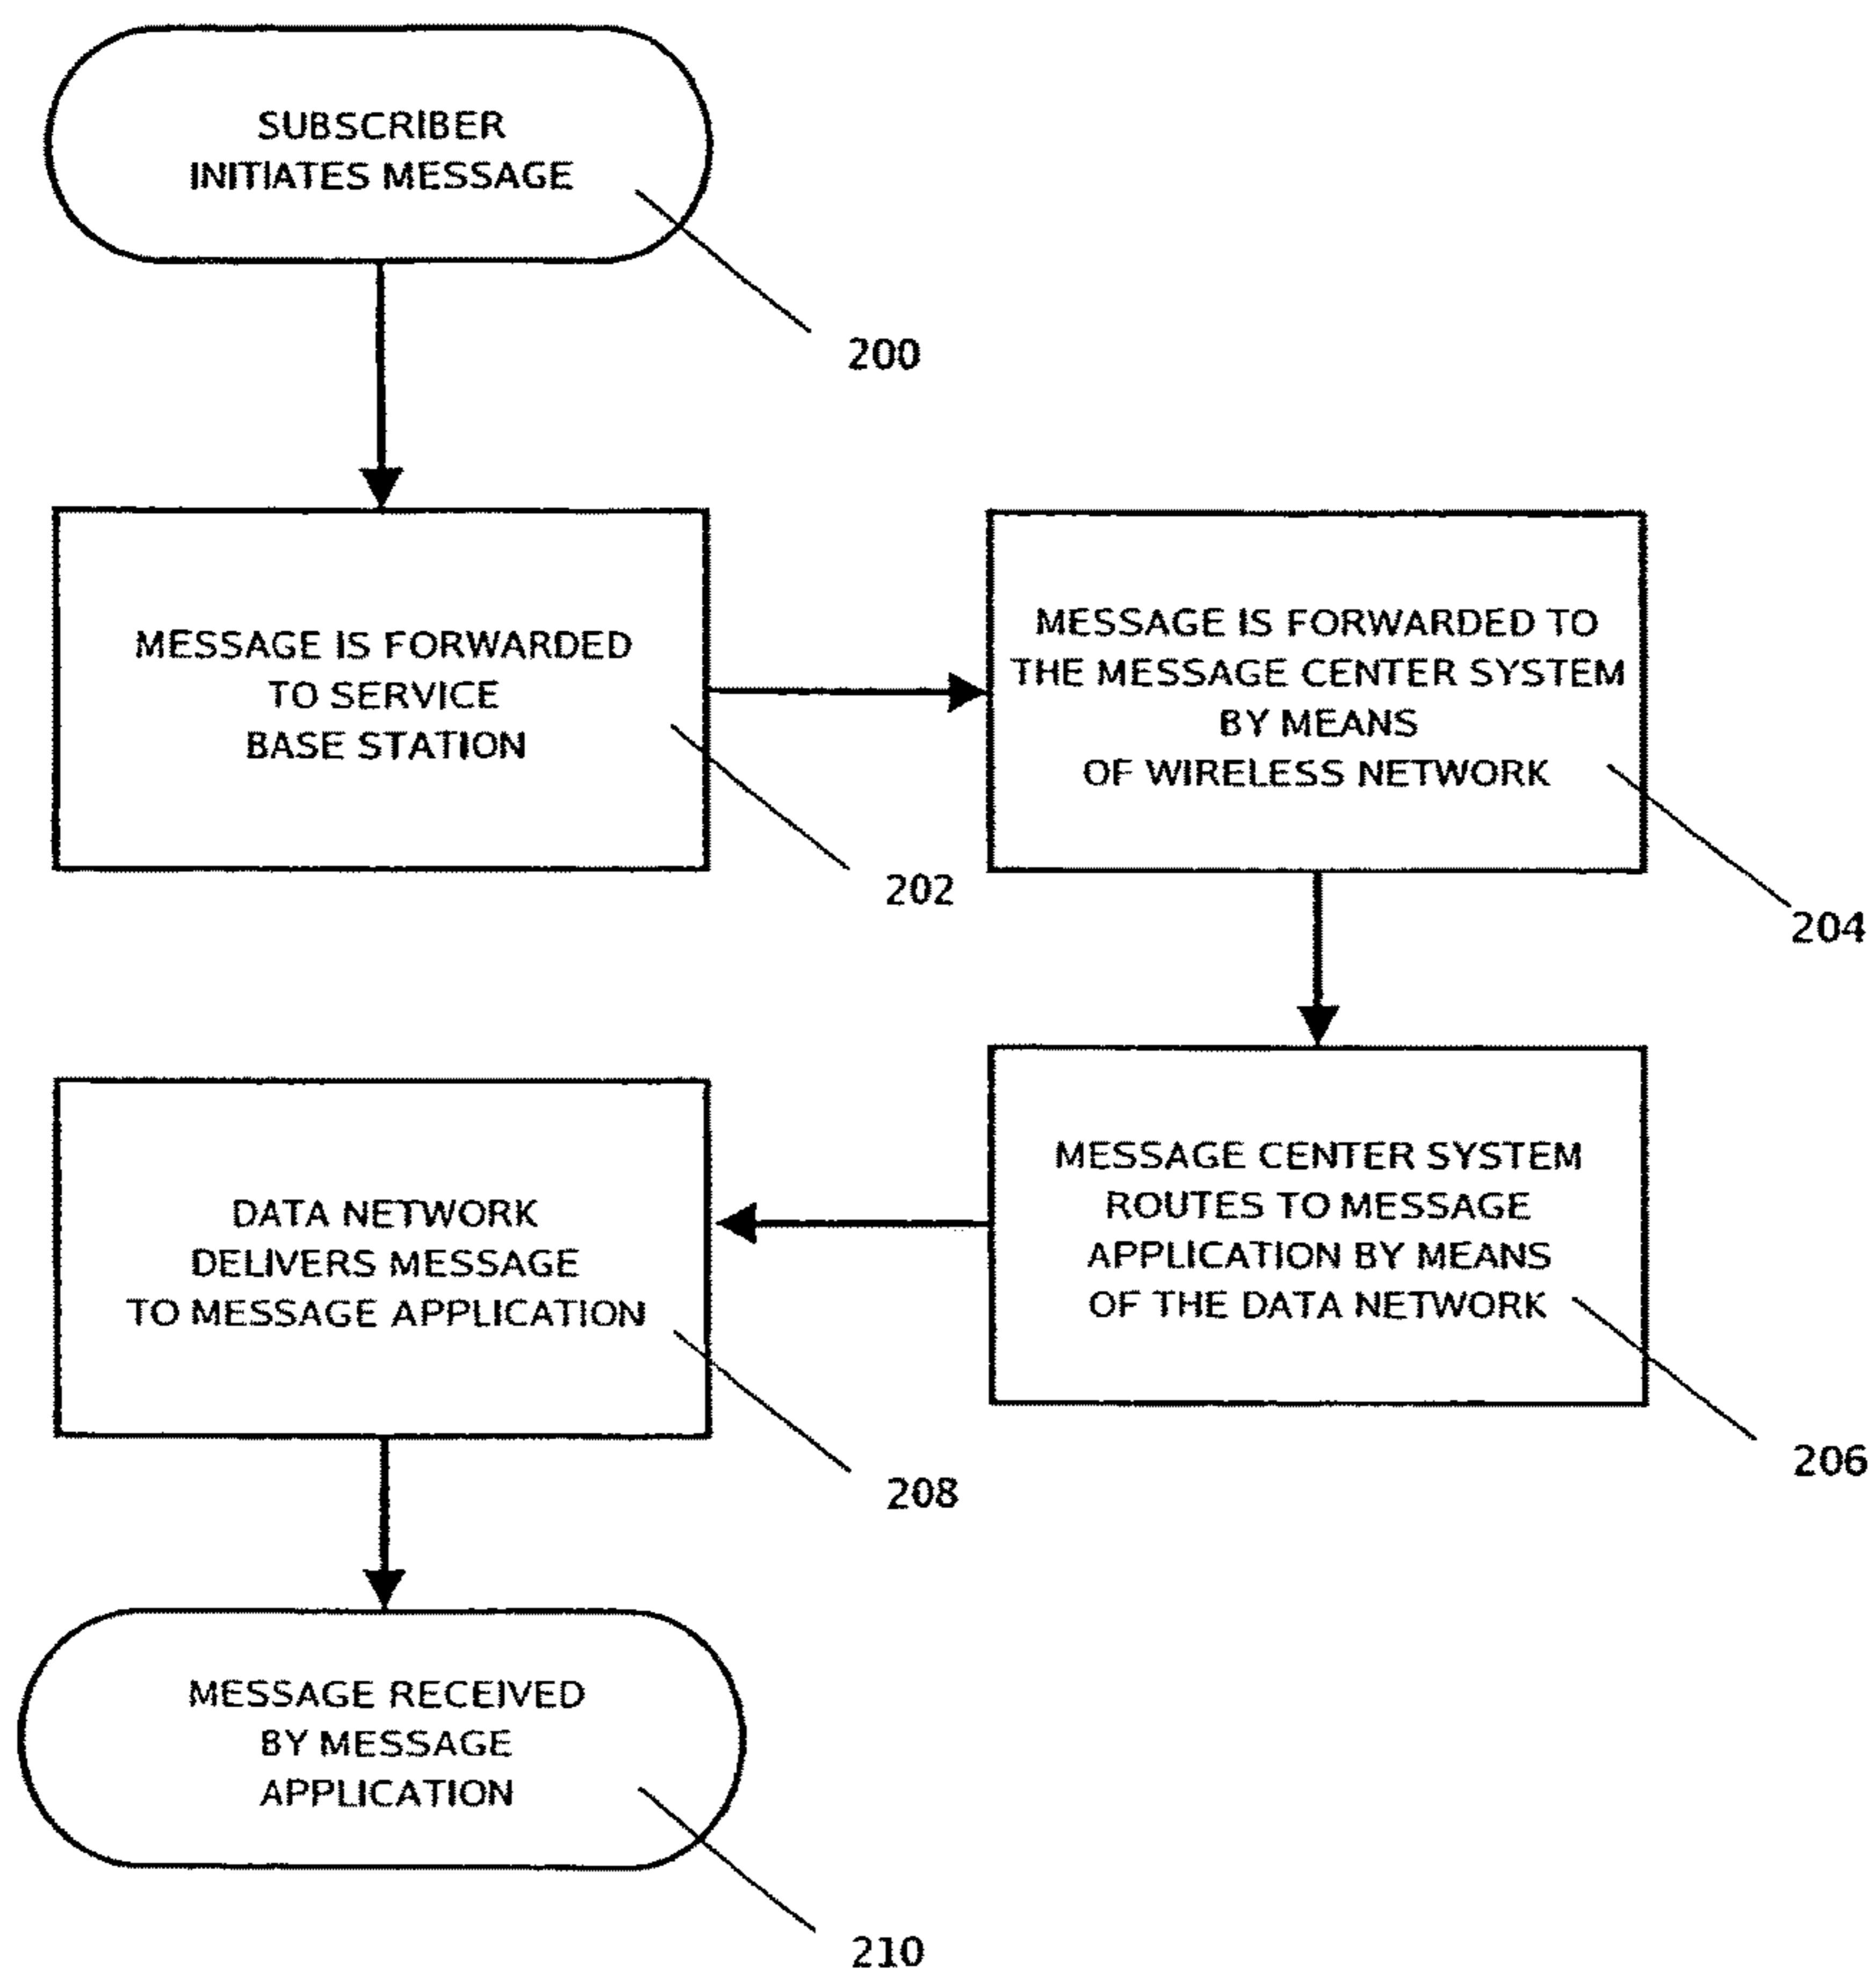 SUBSCRIBER
INITIATES MESSAGE
200
MESSAGE IS FORWARDED
TO SERVICE
BASE STATION
202
MESSAGE IS FORWARDED TO
THE MESSAGE CENTER SYSTEM
BY MEANS
OF WIRELESS NETWORK
204
MESSAGE CENTER SYSTEM
ROUTES TO MESSAGE
APPLICATION BY MEANS
OF THE DATA NETWORK
206
DATA NETWORK
DELIVERS MESSAGE
TO MESSAGE APPLICATION
208
MESSAGE RECEIVED
BY MESSAGE
APPLICATION
210